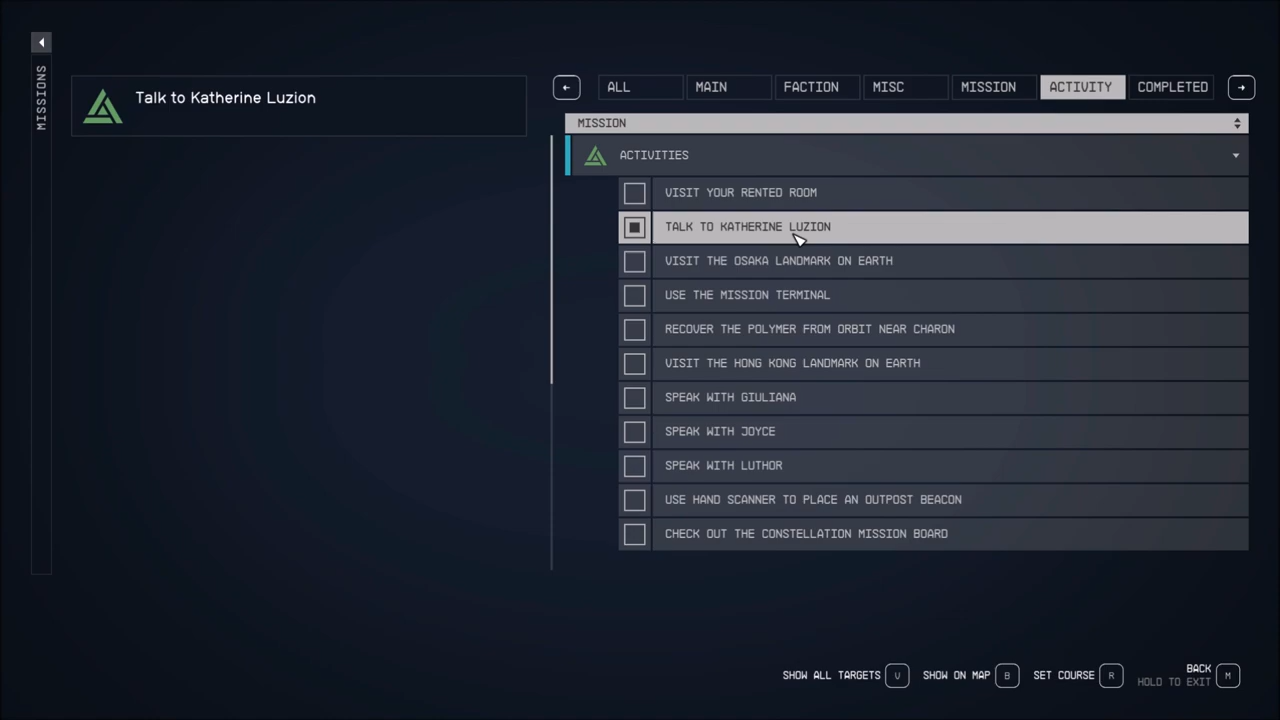 MISSIONS
Talk to Katherine Luzion
ALL MAIN FACTION MISC MISSION ACTIVITY COMPLETED
MISSION
ACTIVITIES
VISIT YOUR RENTED ROOM
TALK TO KATHERINE LUZION
VISIT THE OSAKA LANDMARK ON EARTH
USE THE MISSION TERMINAL
RECOVER THE POLYMER FROM ORBIT NEAR CHARON
VISIT THE HONG KONG LANDMARK ON EARTH
SPEAK WITH GIULIANA
SPEAK WITH JOYCE
SPEAK WITH LUTHOR
USE HAND SCANNER TO PLACE AN OUTPOST BEACON
CHECK OUT THE CONSTELLATION MISSION BOARD
SHOW ALL TARGETS V SHOW ON MAP B SET COURSE R BACK M
HOLD TO EXIT